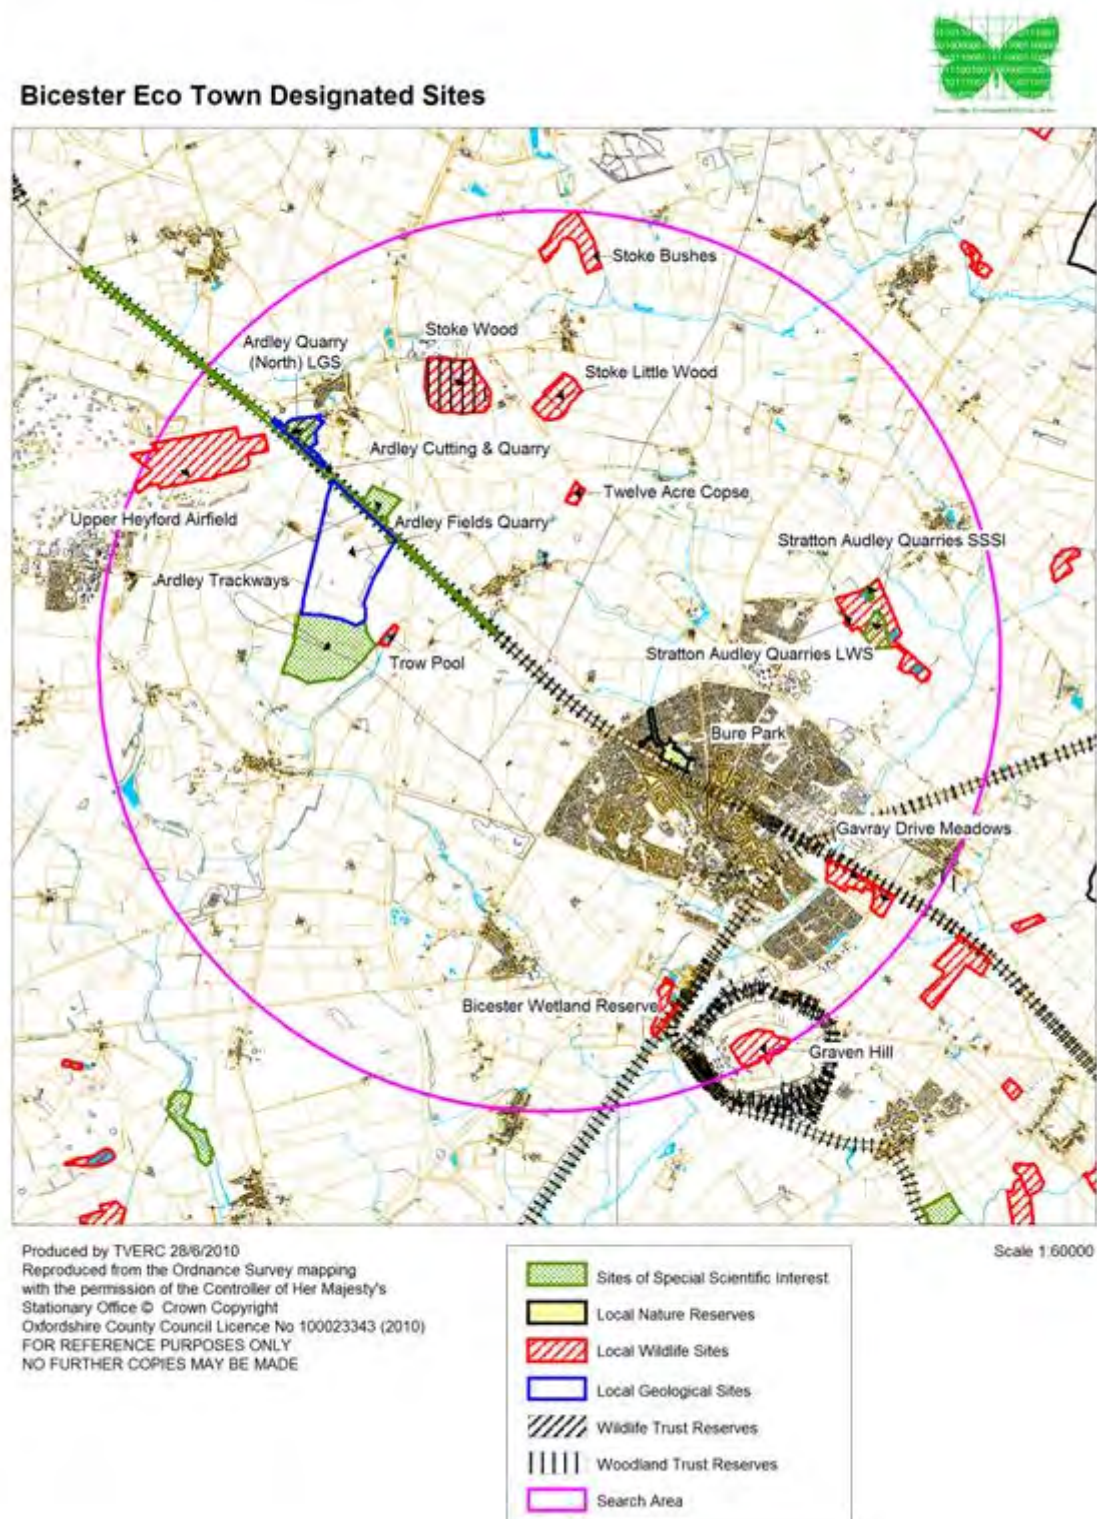 Bicester Eco Town Designated Sites
Stoke Bushes
Stoke Wood
Ardley Quarry
(North) LGS
Stoke Little Wood
Ardley Cutting & Quarry
Twelve Acre Copse
Upper Heyford Airfield
Ardley Fields Quarry
Stratton Audley Quarries SSSI
Ardley Trackways
Stratton Audley Quarries LWS
Trow Pool
Bure Park
Gavray Drive Meadows
Bicester Wetland Reserve
Graven Hill
Produced by TVERC 28/6/2010
Reproduced from the Ordnance Survey mapping
with the permission of the Controller of Her Majesty's
Stationary Office © Crown Copyright
Oxfordshire County Council Licence No 100023343 (2010)
FOR REFERENCE PURPOSES ONLY
NO FURTHER COPIES MAY BE MADE
Scale 1:60000
Sites of Special Scientific Interest
Local Nature Reserves
Local Wildlife Sites
Local Geological Sites
Wildlife Trust Reserves
Woodland Trust Reserves
Search Area